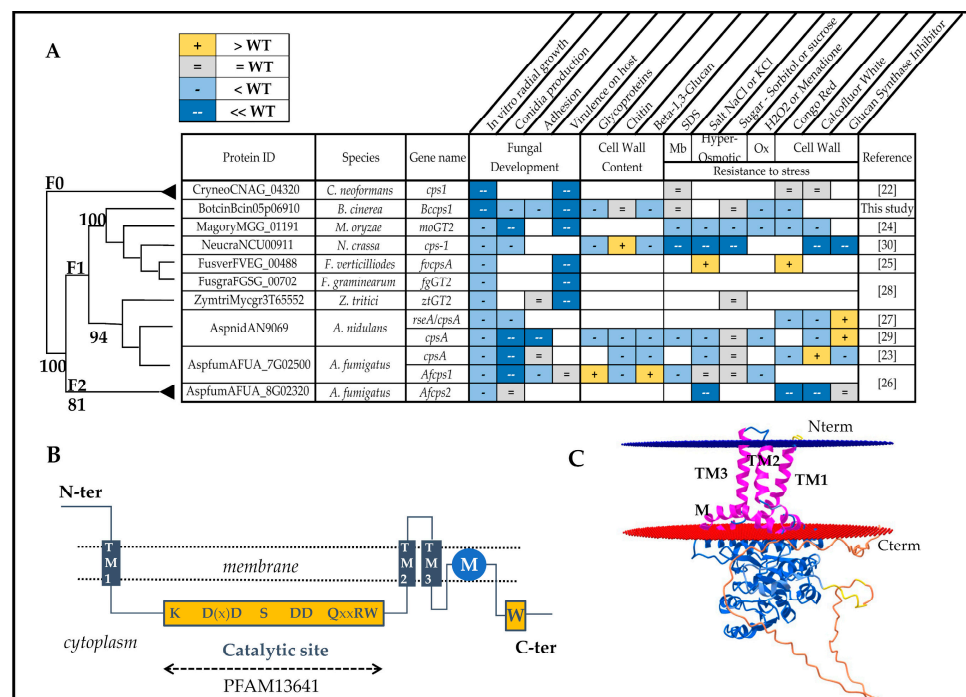 A
+ > WT
= = WT
- < WT
-- << WT
In vitro radial growth
Conidia production
Adhesion
Virulence on host
Glycoproteins
Chitin
Beta-1,3-Glucan
SDS
Salt NaCl or KCl
Sugar - Sorbitol or sucrose
H2O2 or Menadione
Congo Red
Calcofluor White
Glucan Synthase Inhibitor
Protein ID Species Gene name Fungal Development Cell Wall Content Mb Hyper-Osmotic Ox Cell Wall Reference
Resistance to stress
F0
CryneoCNAG_04320 C. neoformans cps1 -- -- = = = [22]
100
BotcinBcin05p06910 B. cinerea Bccps1 -- - - -- - = - = = - - This study
MagoryMGG_01191 M. oryzae moGT2 - -- -- - - - - - - [24]
NeucraNCU00911 N. crassa cps-1 - - - + - -- -- -- -- -- [30]
F1
FusverFVEG_00488 F. verticilliodes fvcpsA - -- + + [25]
FusgraFGSG_00702 F. graminearum fgGT2 - -- [28]
ZymtriMycgr3T65552 Z. tritici ztGT2 - = -- =
94
AspnidAN9069 A. nidulans rseA/cpsA - - - - + [27]
cpsA - -- -- - - - - - = - - - + [29]
100
AspfumAFUA_7G02500 A. fumigatus cpsA - -- = - - - = - + - [23]
Afcps1 - -- - = + - + - = = - [26]
F2
81
AspfumAFUA_8G02320 A. fumigatus Afcps2 - = -- -- -- =
B
N-ter
TM1
membrane
TM2
TM3
M
cytoplasm
K D(x)D S DD QxxRW
W
C-ter
Catalytic site
PFAM13641
C
Nterm
TM3
TM2
TM1
M
Cterm